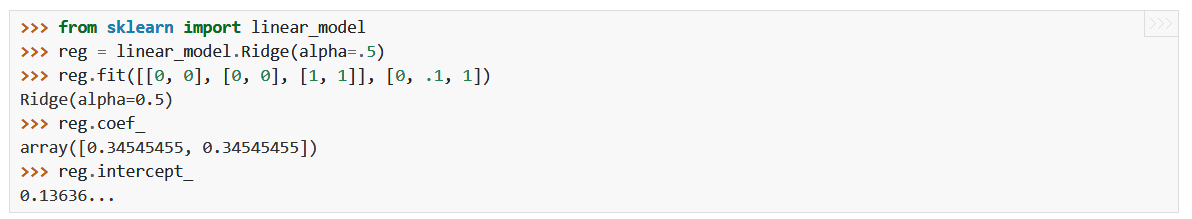 >>> from sklearn import linear_model
>>> reg = linear_model.Ridge(alpha=.5)
>>> reg.fit([[0, 0], [0, 0], [1, 1]], [0, .1, 1])
Ridge(alpha=0.5)
>>> reg.coef_
array([0.34545455, 0.34545455])
>>> reg.intercept_
0.13636...
>>>